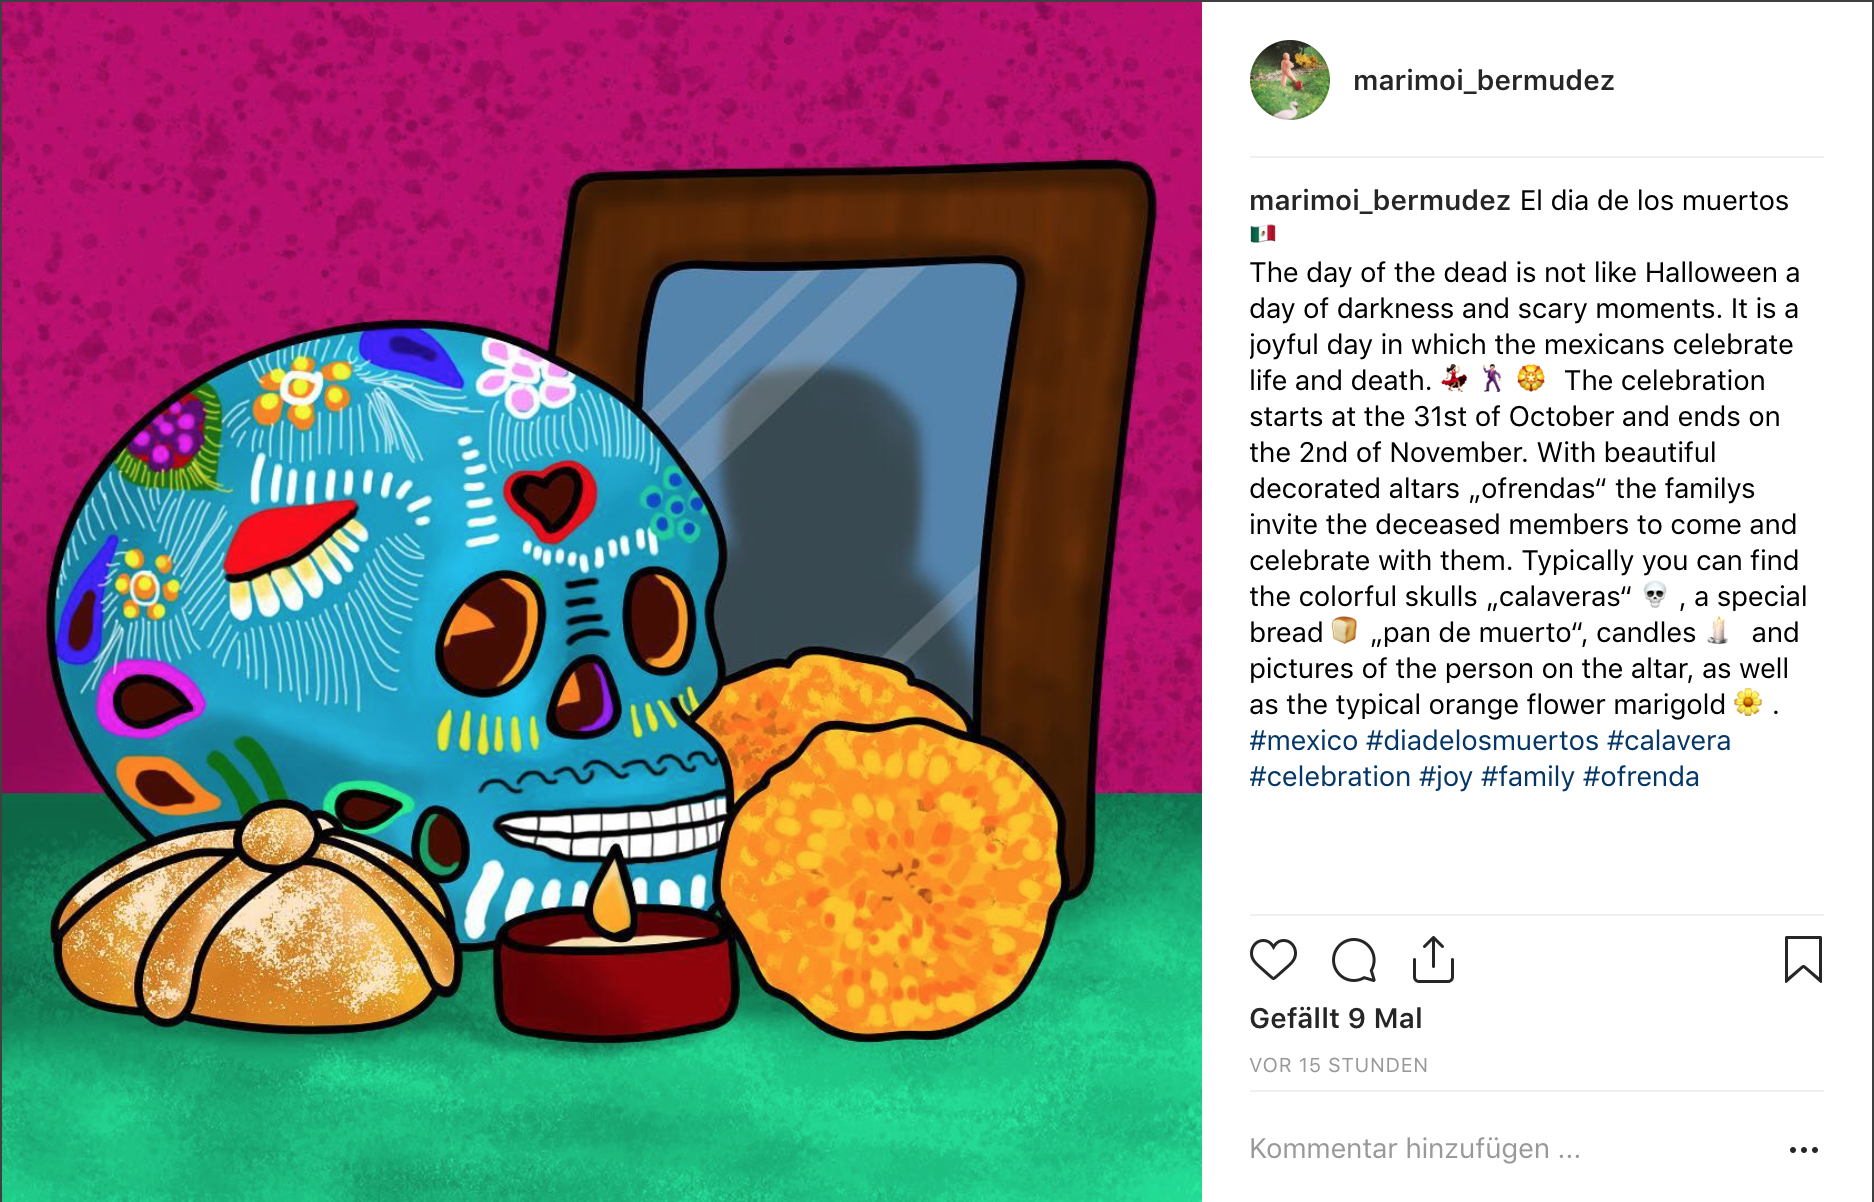 marimoi_bermudez
marimoi_bermudez El dia de los muertos
🇲🇽
The day of the dead is not like Halloween a
day of darkness and scary moments. It is a
joyful day in which the mexicans celebrate
life and death. 💃🏻 🕺🏻 🏵 The celebration
starts at the 31st of October and ends on
the 2nd of November. With beautiful
decorated altars „ofrendas“ the familys
invite the deceased members to come and
celebrate with them. Typically you can find
the colorful skulls „calaveras“ 💀 , a special
bread 🍞 „pan de muerto“, candles 🕯 and
pictures of the person on the altar, as well
as the typical orange flower marigold 🌼 .
#mexico #diadelosmuertos #calavera
#celebration #joy #family #ofrenda
Gefällt 9 Mal
VOR 15 STUNDEN
Kommentar hinzufügen ...